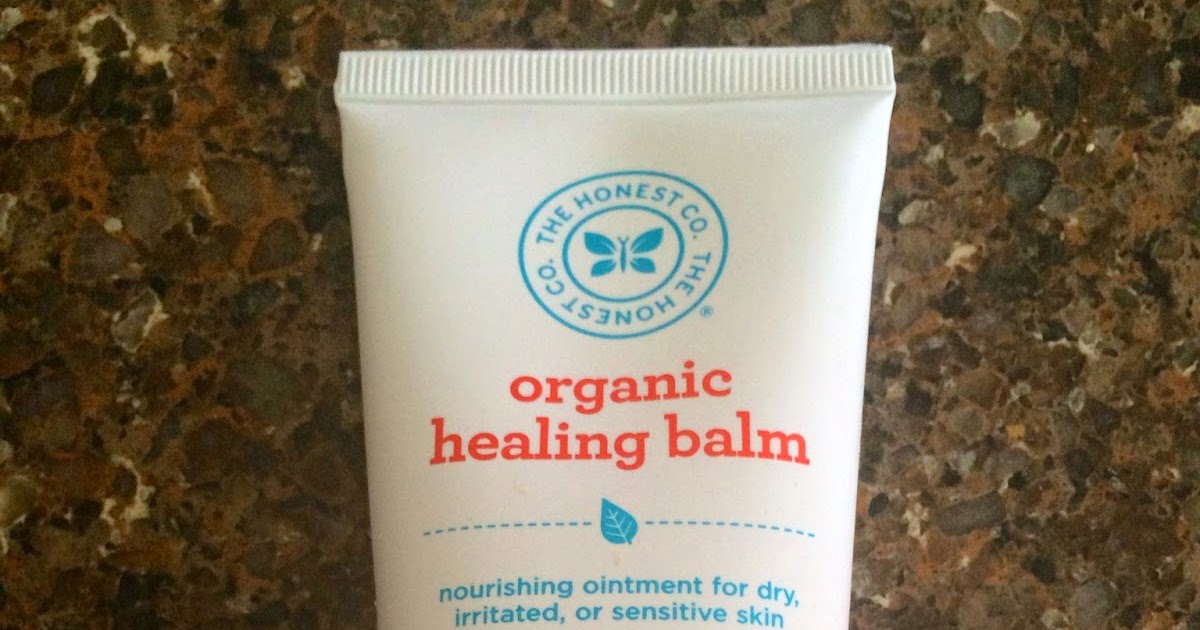 THE HONEST CO. THE HONEST CO.
®
organic
healing balm
nourishing ointment for dry,
irritated, or sensitive skin